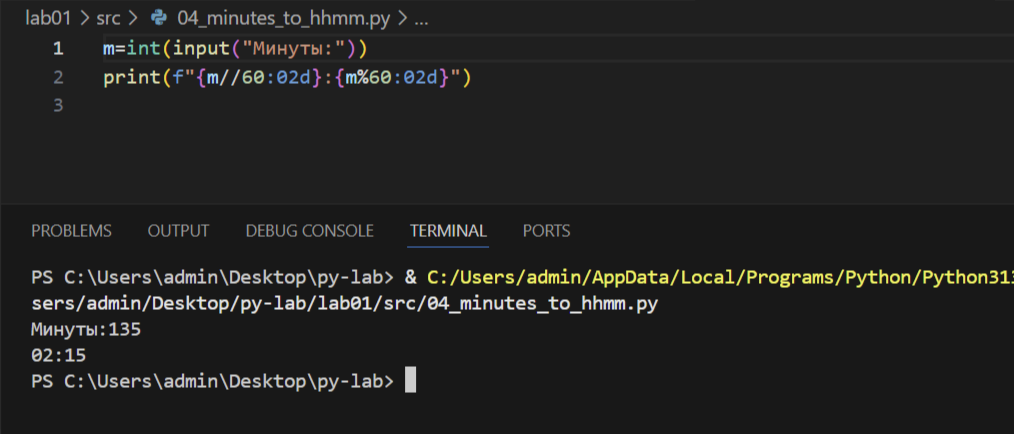 lab01 > src > 04_minutes_to_hhmm.py > ...
1 m=int(input("Минуты:"))
2 print(f"{m//60:02d}:{m%60:02d}")
3
PROBLEMS OUTPUT DEBUG CONSOLE TERMINAL PORTS
PS C:\Users\admin\Desktop\py-lab> & C:/Users/admin/AppData/Local/Programs/Python/Python313
sers/admin/Desktop/py-lab/lab01/src/04_minutes_to_hhmm.py
Минуты:135
02:15
PS C:\Users\admin\Desktop\py-lab>